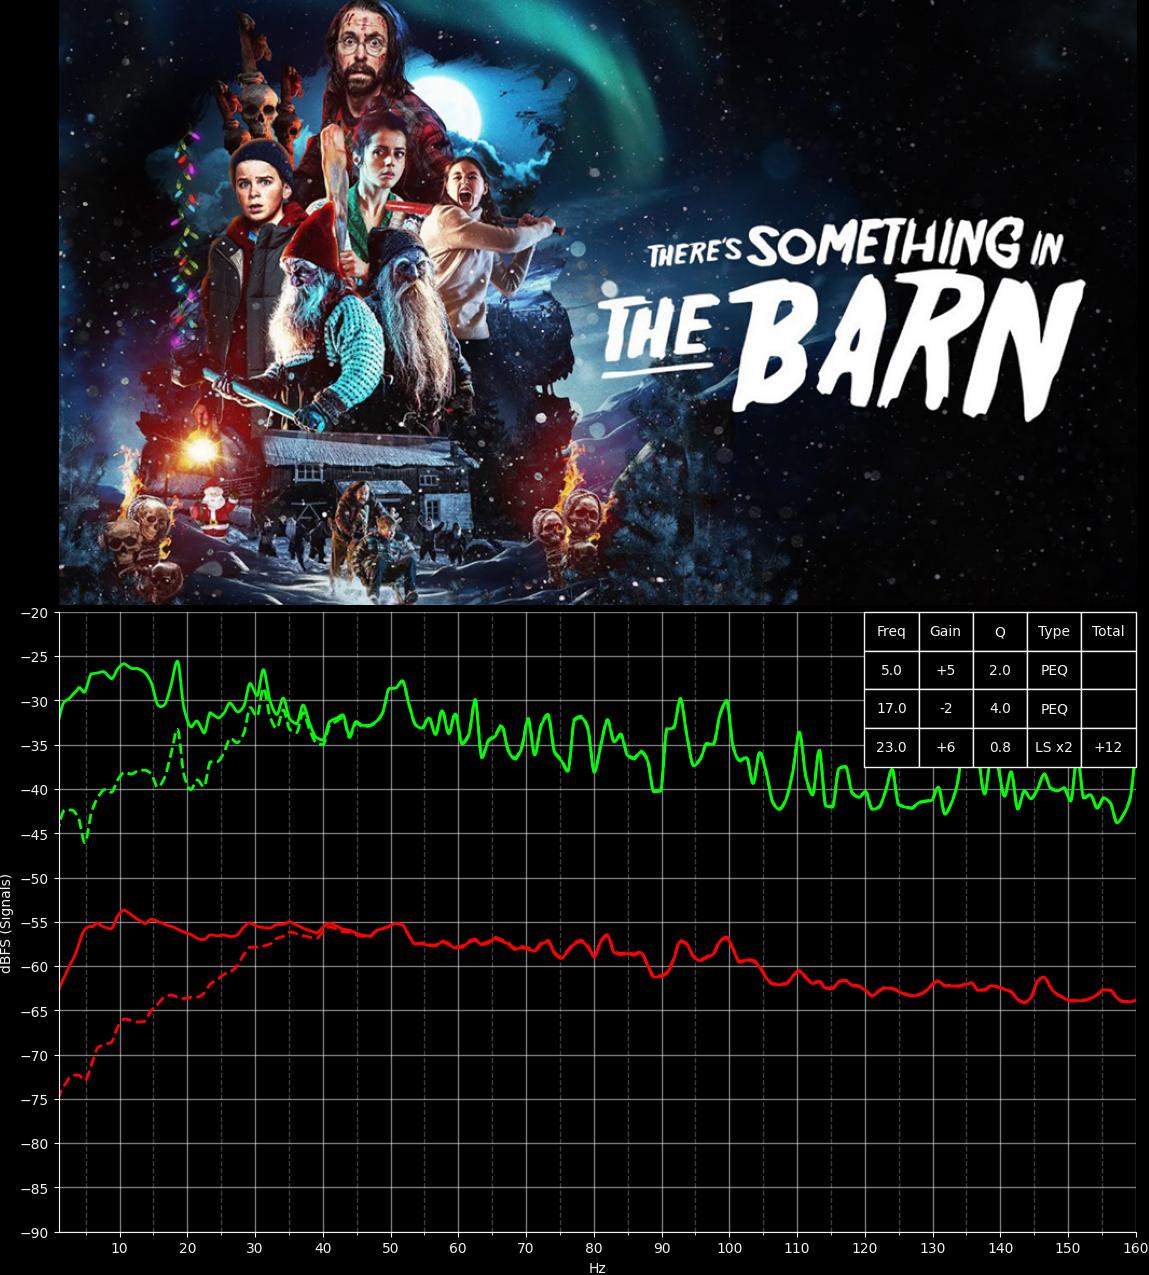 THERE'S SOMETHING IN
THE BARN
Freq Gain Q Type Total
5.0 +5 2.0 PEQ
17.0 -2 4.0 PEQ
23.0 +6 0.8 LS x2 +12
−20
−25
−30
−35
−40
−45
−50
−55
−60
−65
−70
−75
−80
−85
−90
dBFS (Signals)
10 20 30 40 50 60 70 80 90 100 110 120 130 140 150 160
Hz